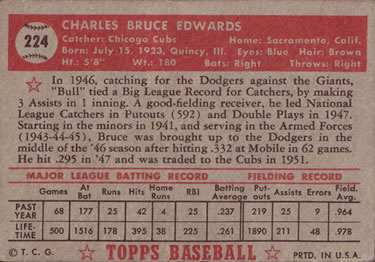 224
CHARLES BRUCE EDWARDS
Catcher: Chicago Cubs Home: Sacramento, Calif.
Born: July 15, 1923, Quincy, Ill. Eyes: Blue Hair: Brown
Ht.: 5'8" Wt.: 180 Bats: Right Throws: Right
In 1946, catching for the Dodgers against the Giants,
"Bull" tied a Big League Record for Catchers, by making
3 Assists in 1 inning. A good-fielding receiver, he led National
League Catchers in Putouts (592) and Double Plays in 1947.
Starting in the minors in 1941, and serving in the Armed Forces
(1943-44-45), Bruce was brought up to the Dodgers in the
middle of the '46 season after hitting .332 at Mobile in 62 games.
He hit .295 in '47 and was traded to the Cubs in 1951.
MAJOR LEAGUE BATTING RECORD FIELDING RECORD
Games At Bat Runs Hits Home Runs RBI Batting Average Put-outs Assists Errors Field. Avg.
PAST YEAR 68 177 25 42 4 25 .237 219 25 9 .964
LIFE-TIME 500 1516 178 395 38 225 .261 1890 211 48 .978
© T. C. G. TOPPS BASEBALL PRTD. IN U.S.A.